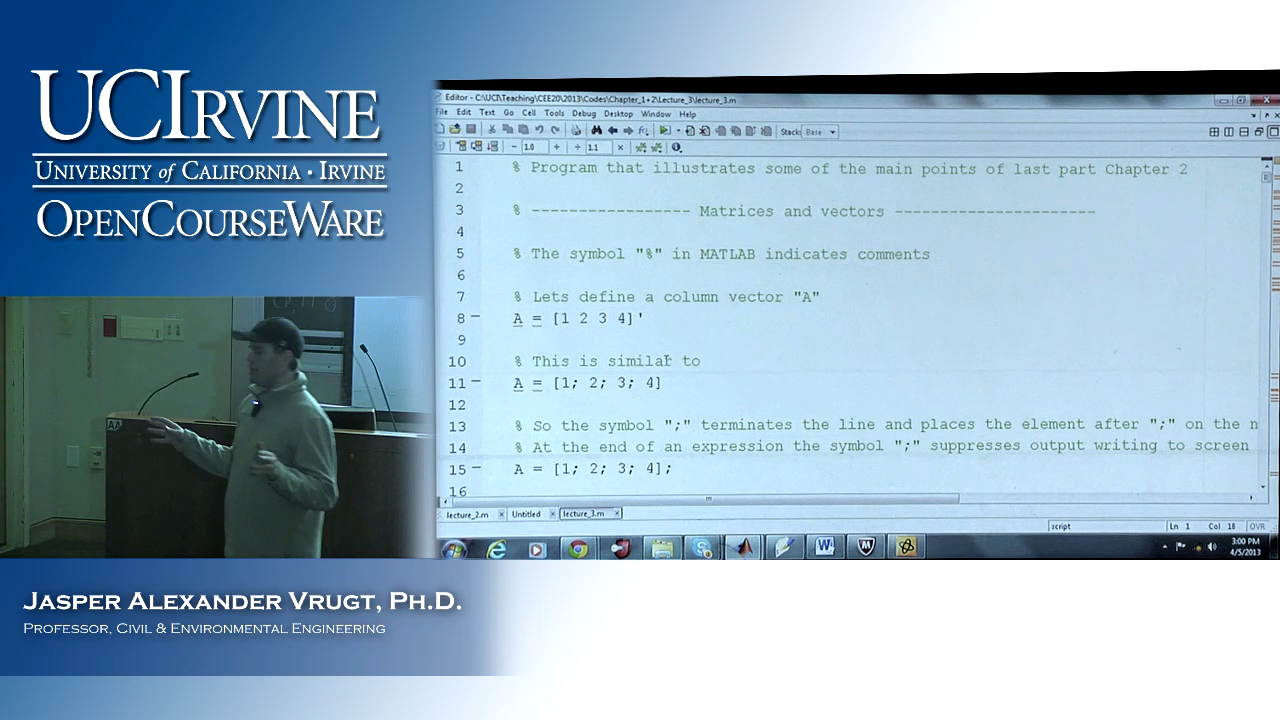 UCIRVINE
UNIVERSITY of CALIFORNIA · IRVINE
OPENCOURSEWARE
Editor - C:\UCI\Teaching\CEE20\2013\Codes\Chapter_1+2\Lecture_3\lecture_3.m
File Edit Text Go Cell Tools Debug Desktop Window Help
Stack: Base
- 1.0 + ÷ 1.1 ×
1 % Program that illustrates some of the main points of last part Chapter 2
2
3 % ----------------- Matrices and vectors ----------------------
4
5 % The symbol "%" in MATLAB indicates comments
6
7 % Lets define a column vector "A"
8 A = [1 2 3 4]'
9
10 % This is similar to
11 A = [1; 2; 3; 4]
12
13 % So the symbol ";" terminates the line and places the element after ";" on the n
14 % At the end of an expression the symbol ";" suppresses output writing to screen
15 A = [1; 2; 3; 4];
16
lecture_2.m × Untitled × lecture_3.m ×
script Ln 1 Col 18 OVR
3:00 PM
4/5/2013
AA
JASPER ALEXANDER VRUGT, PH.D.
PROFESSOR, CIVIL & ENVIRONMENTAL ENGINEERING